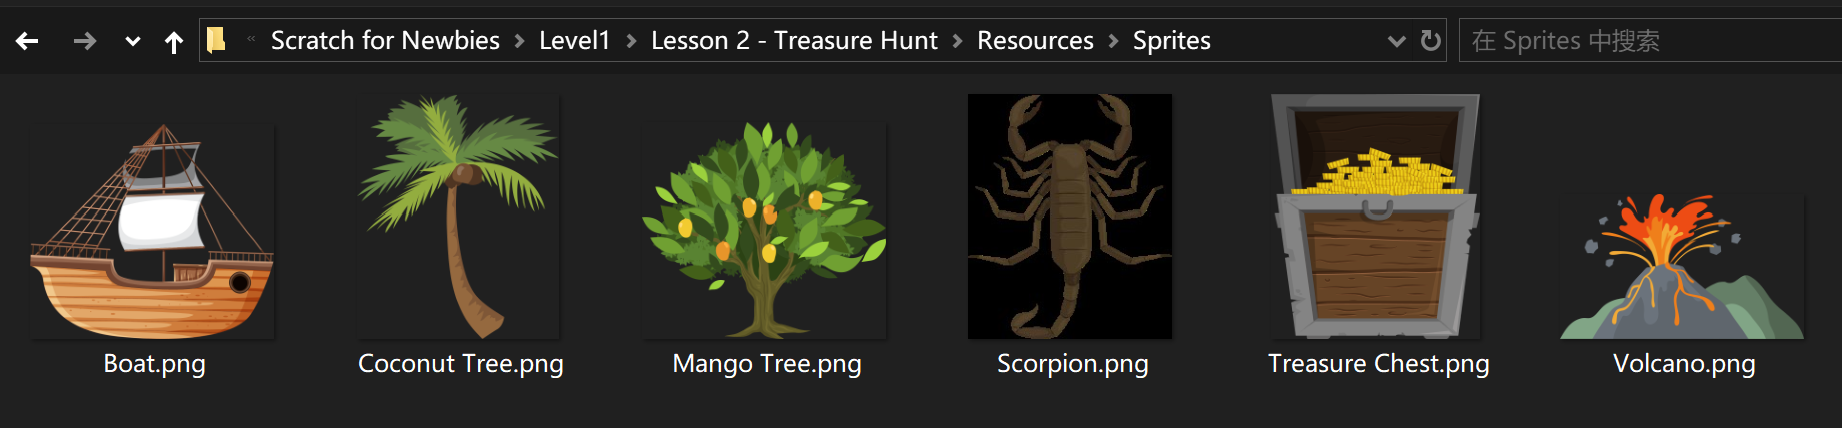 « Scratch for Newbies > Level1 > Lesson 2 - Treasure Hunt > Resources > Sprites
在 Sprites 中搜索
Boat.png
Coconut Tree.png
Mango Tree.png
Scorpion.png
Treasure Chest.png
Volcano.png